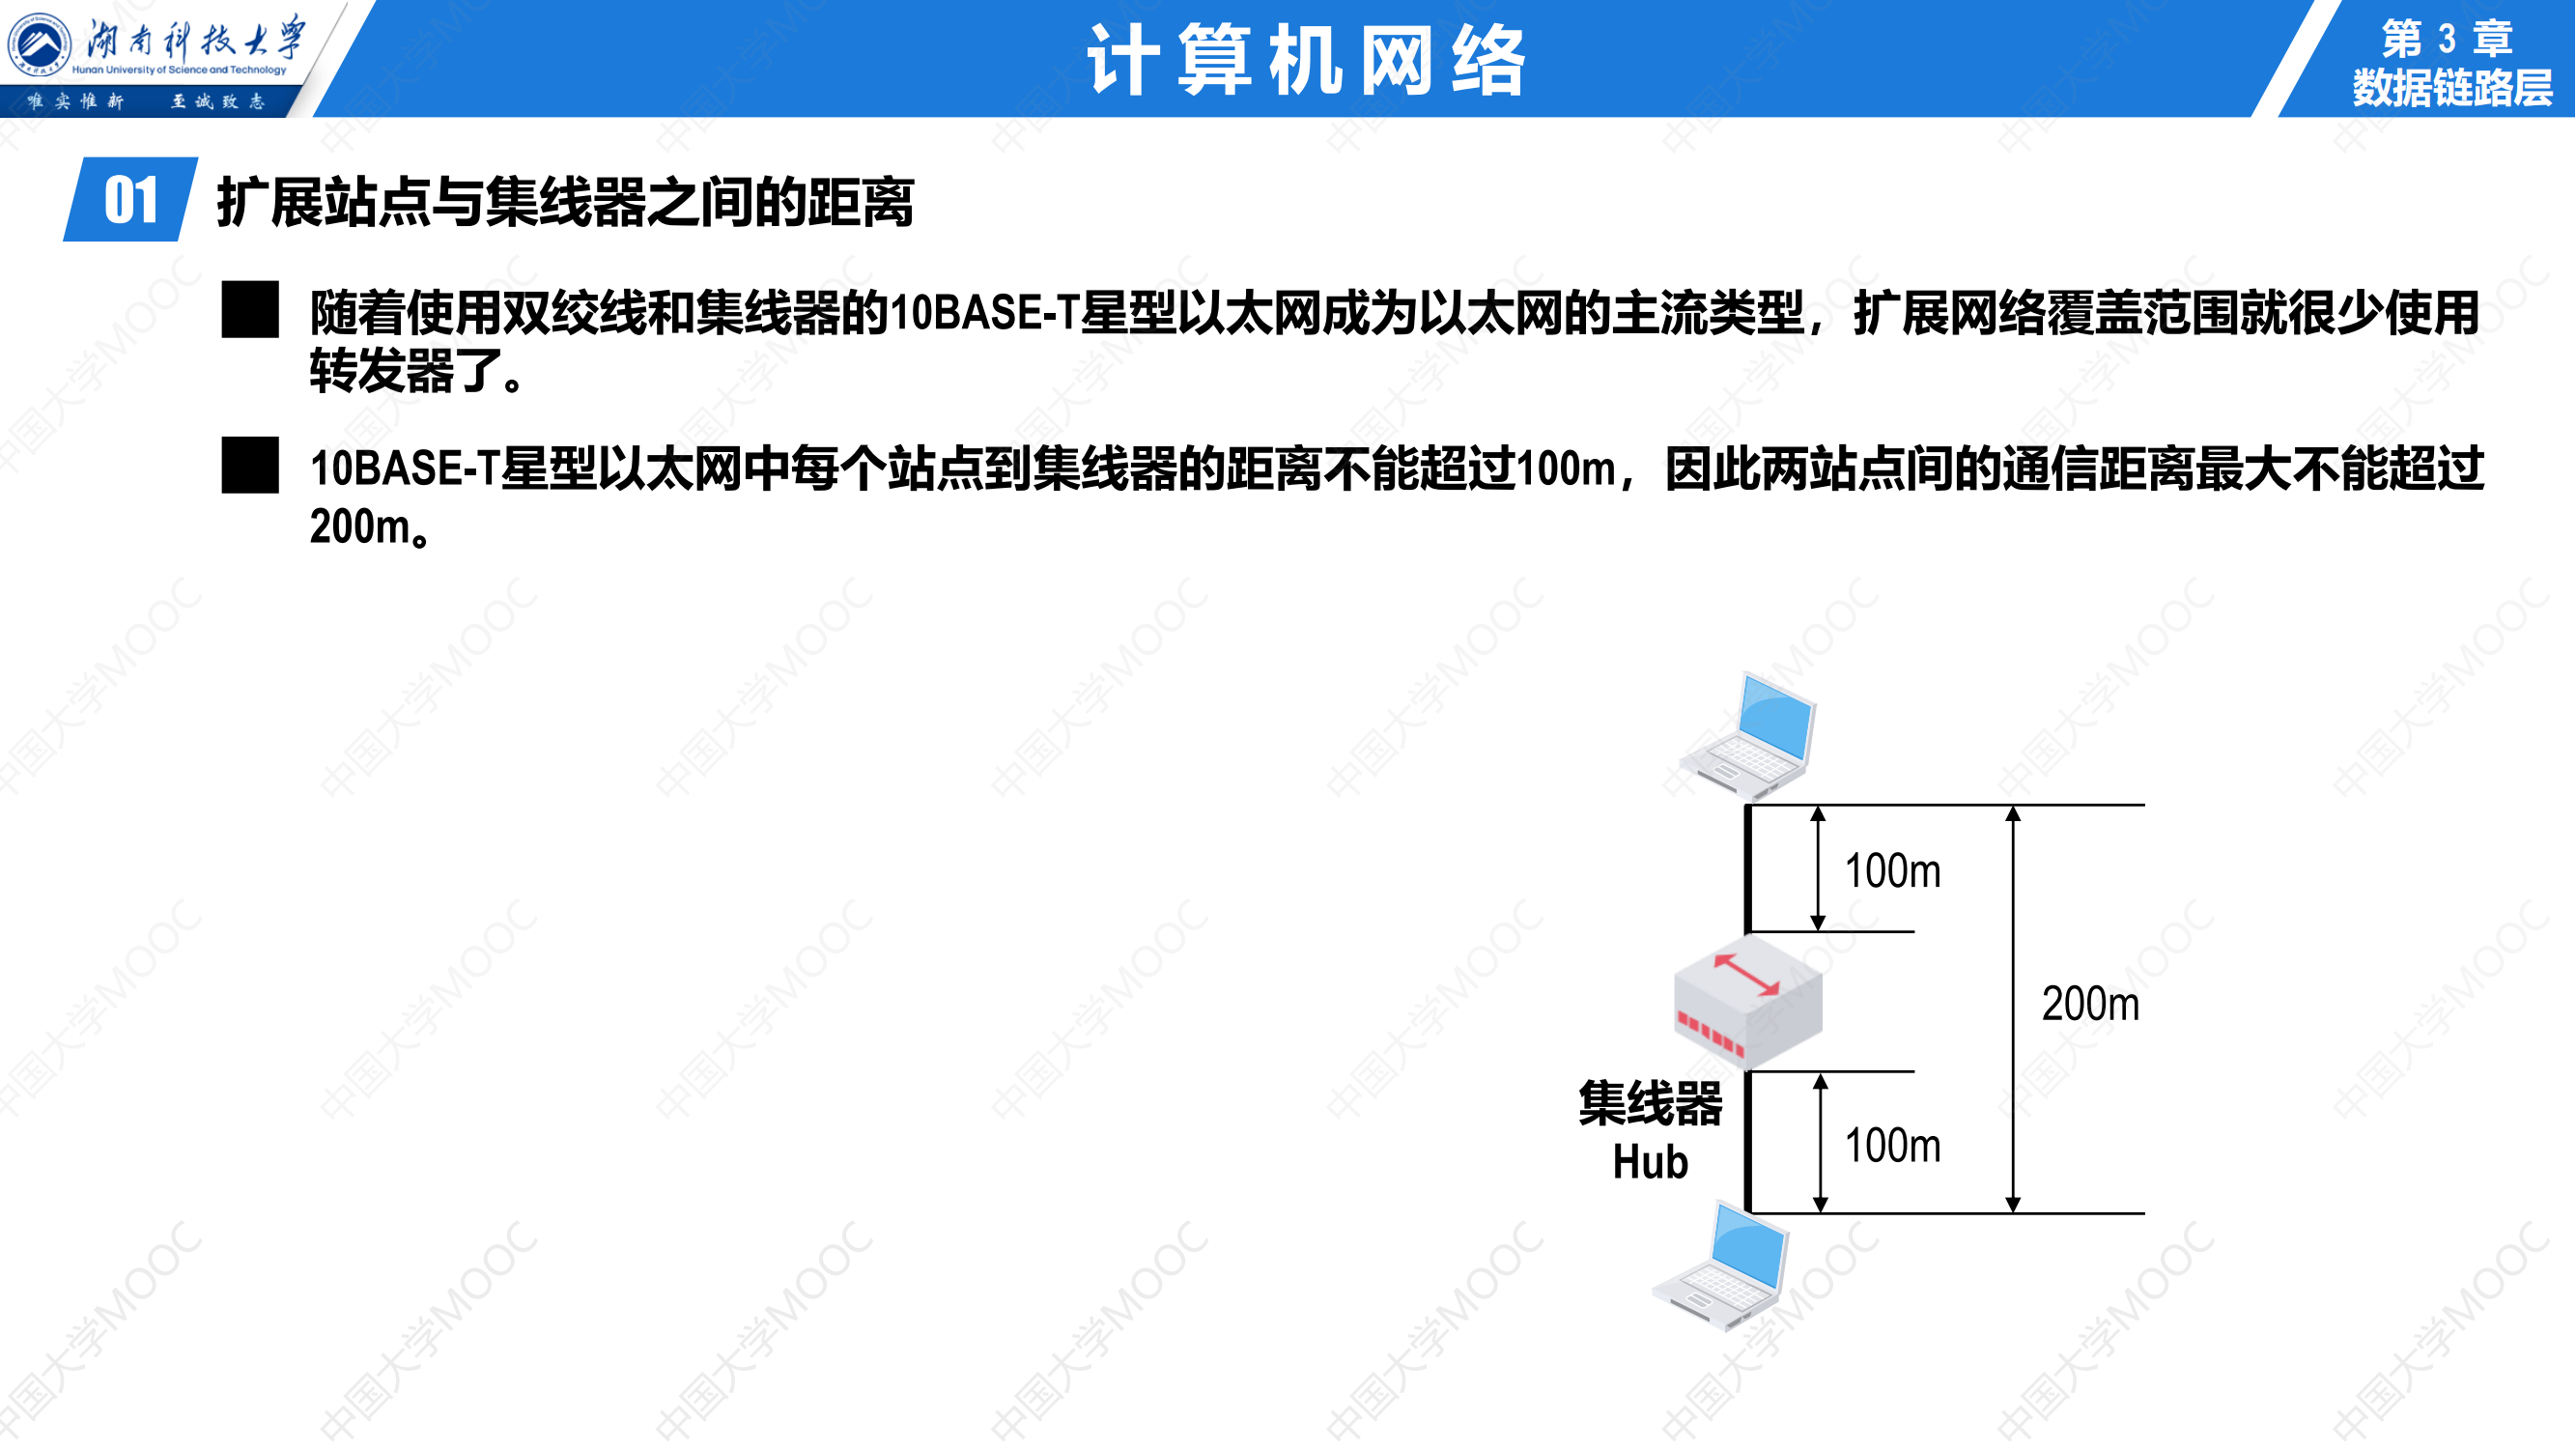 湖南科技大学
Hunan University of Science and Technology
唯实惟新 至诚致志
计算机网络
第 3 章
数据链路层
01 扩展站点与集线器之间的距离
随着使用双绞线和集线器的10BASE-T星型以太网成为以太网的主流类型，扩展网络覆盖范围就很少使用
转发器了。
10BASE-T星型以太网中每个站点到集线器的距离不能超过100m，因此两站点间的通信距离最大不能超过
200m。
100m
200m
集线器
Hub
100m
中国大学MOOC